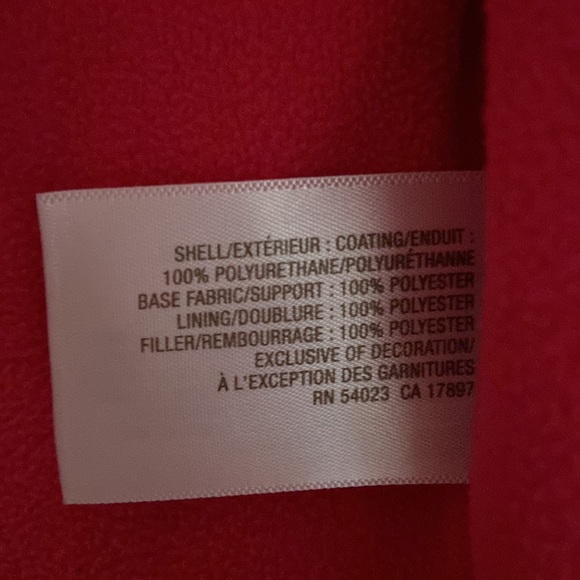 SHELL/EXTÉRIEUR : COATING/ENDUIT :
100% POLYURETHANE/POLYURÉTHANNE
BASE FABRIC/SUPPORT : 100% POLYESTER
LINING/DOUBLURE : 100% POLYESTER
FILLER/REMBOURRAGE : 100% POLYESTER
EXCLUSIVE OF DECORATION/
À L'EXCEPTION DES GARNITURES
RN 54023 CA 17897